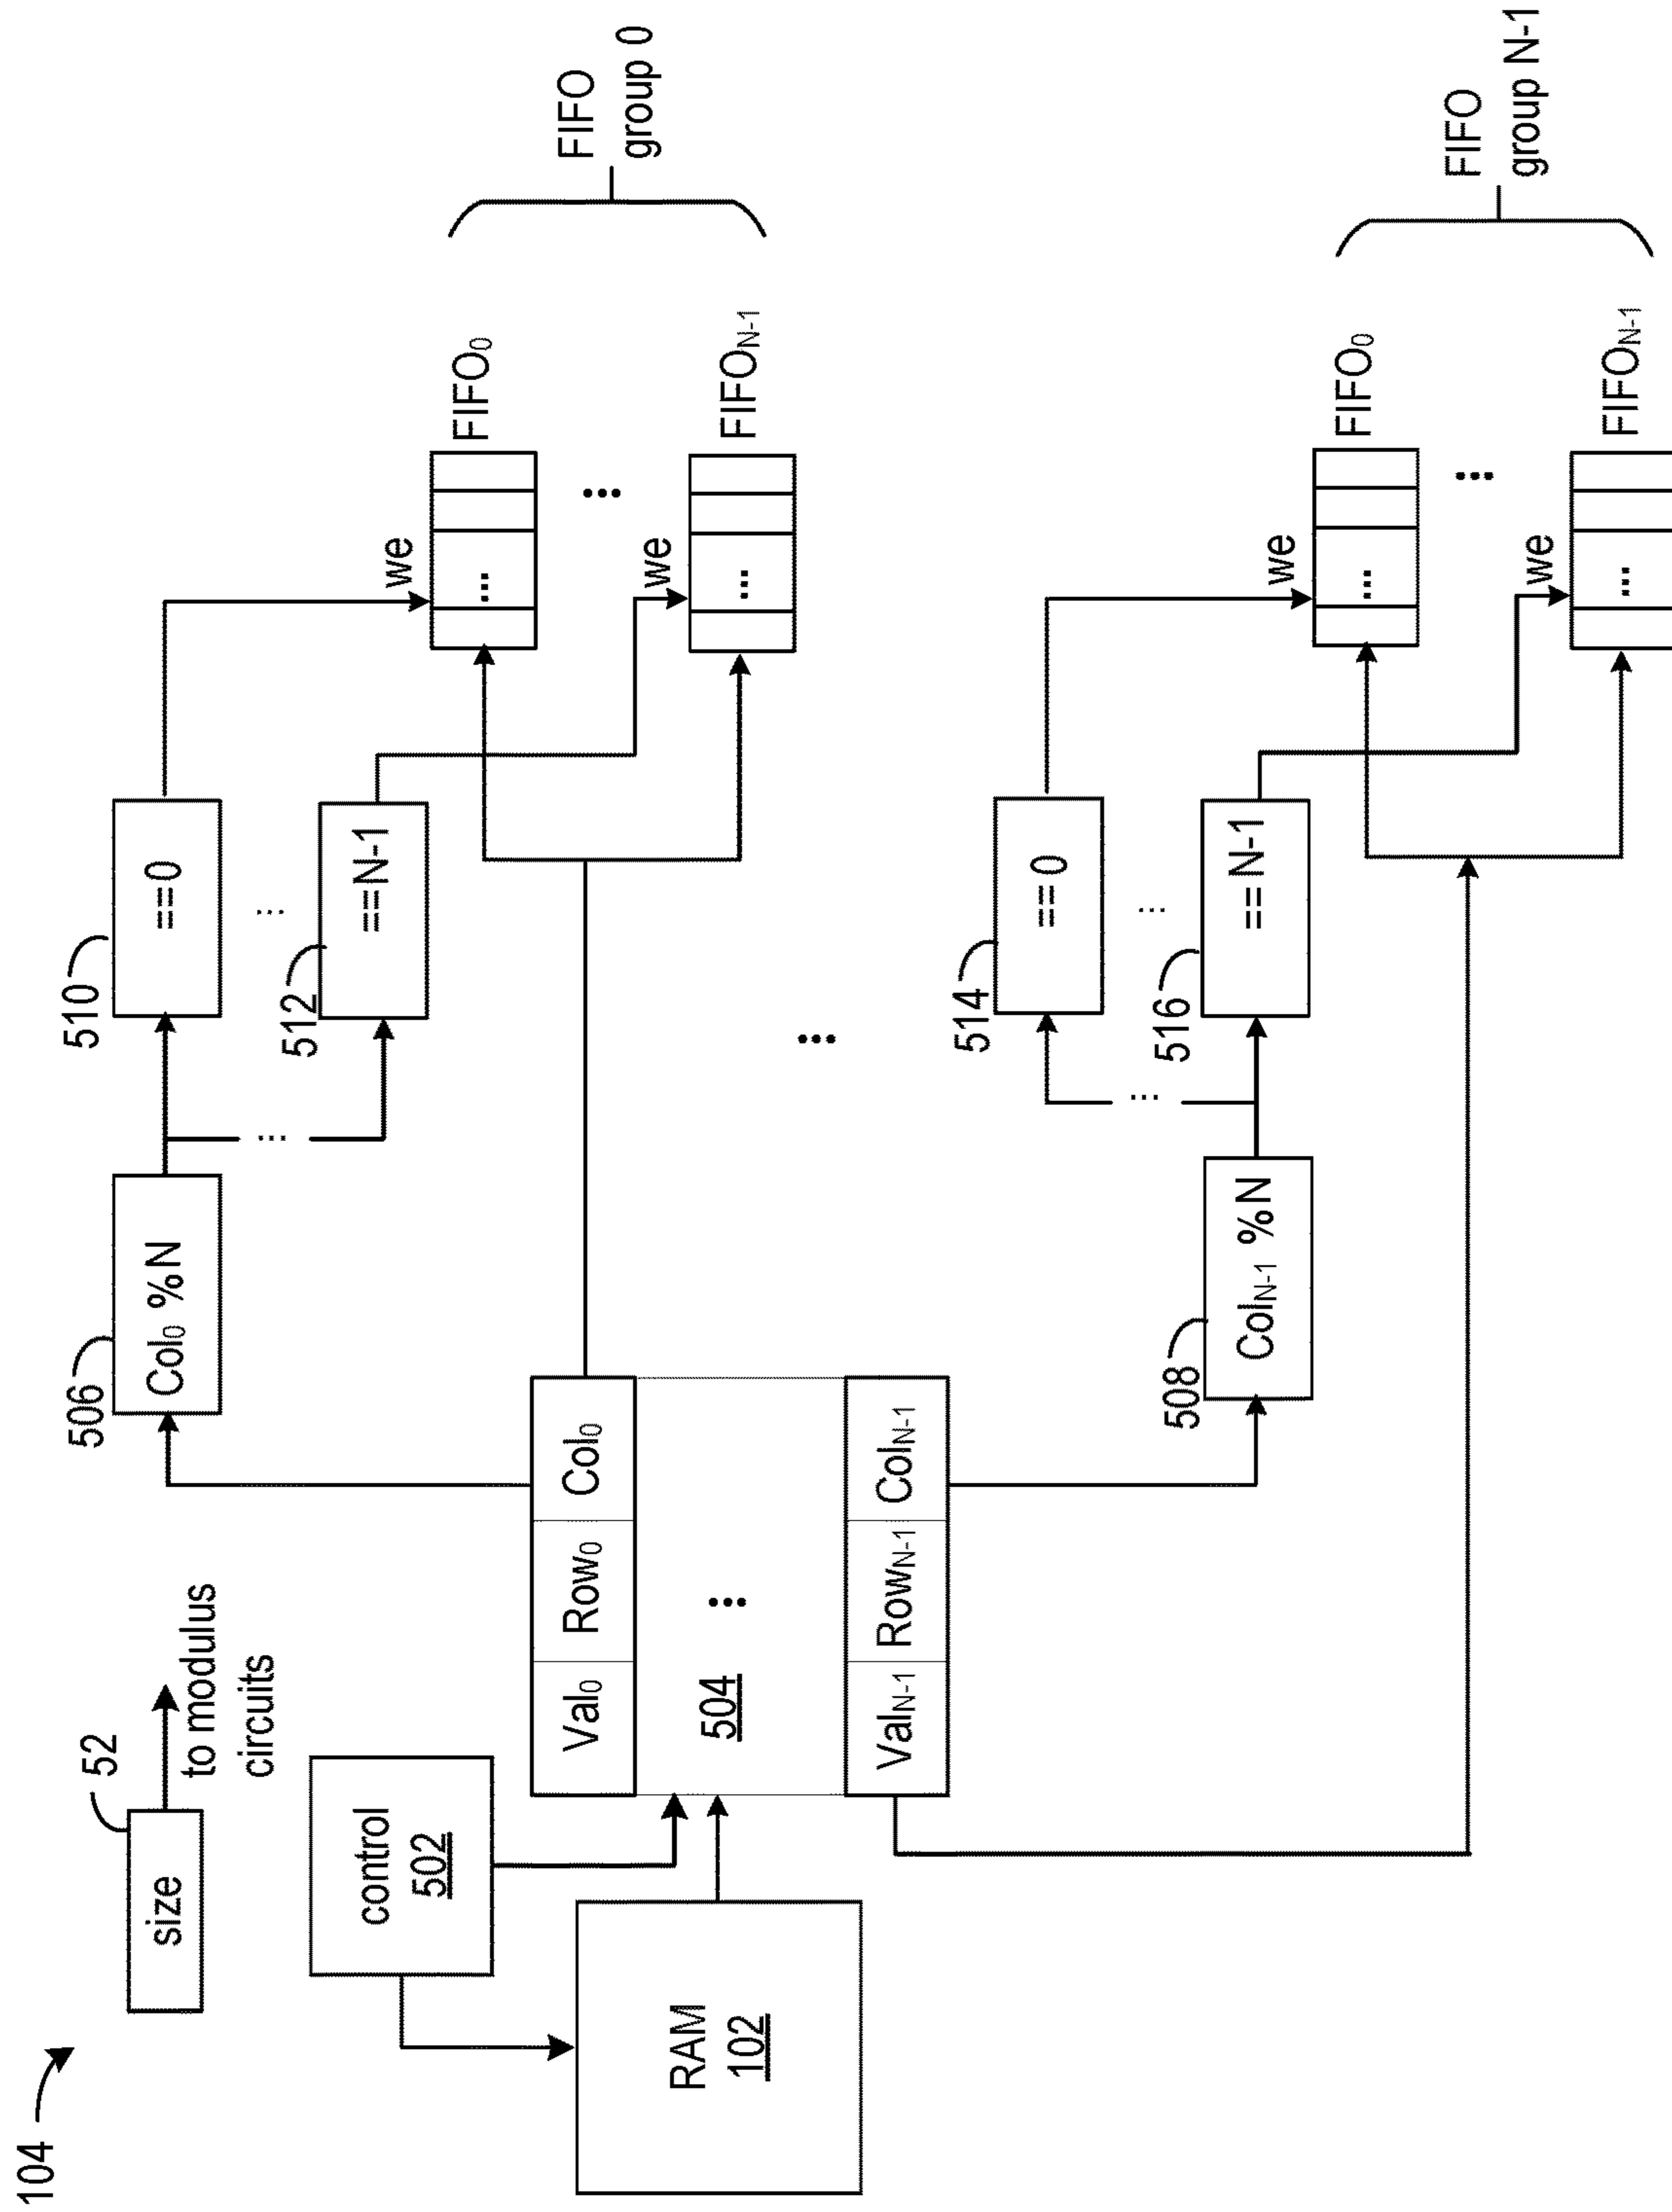 104
size
52
to modulus
circuits
control
502
RAM
102
Val0 Row0 Col0
...
504
ValN-1 RowN-1 ColN-1
506
Col0 %N
508
ColN-1 %N
...
...
510
==0
...
512
==N-1
...
514
==0
...
516
==N-1
we
...
FIFO0
...
we
...
FIFON-1
FIFO
group 0
we
...
FIFO0
...
we
...
FIFON-1
FIFO
group N-1